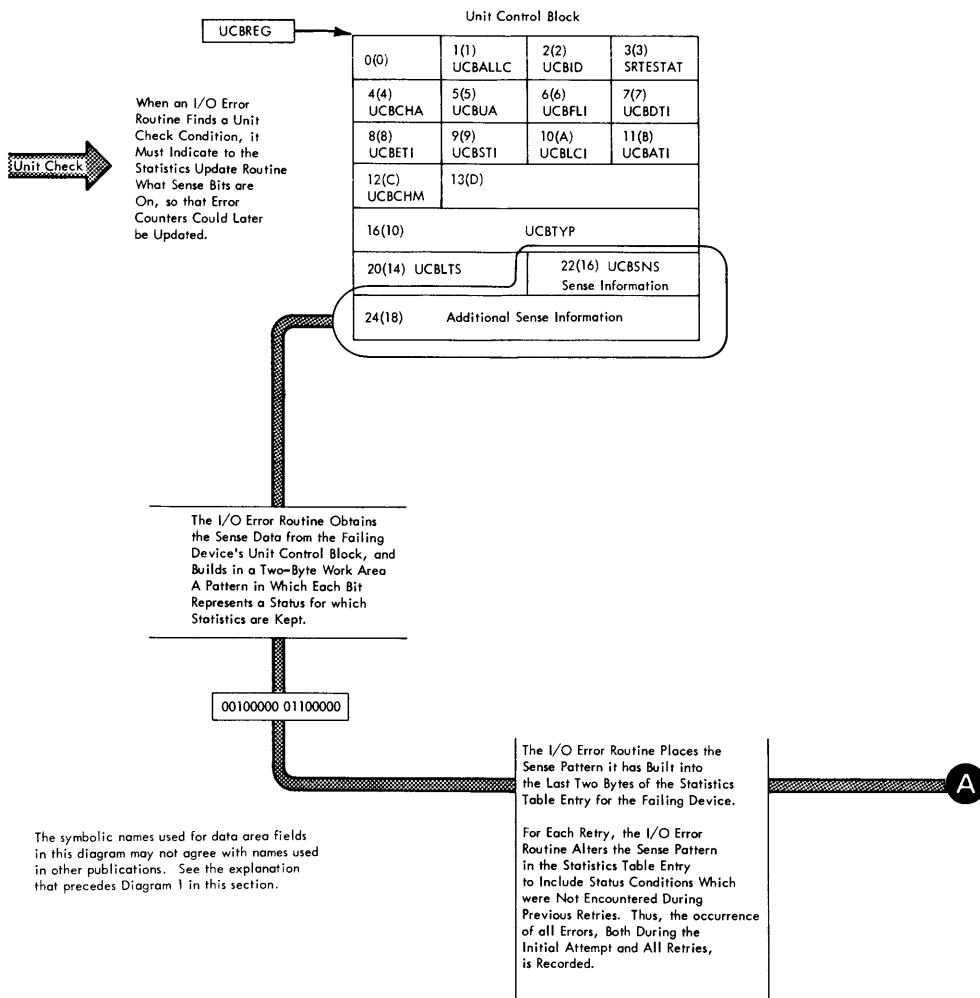 Unit Control Block
UCBREG
0(0)
1(1)
UCBALLC
2(2)
UCBID
3(3)
SRTESTAT
4(4)
UCBCHA
5(5)
UCBUA
6(6)
UCBFLI
7(7)
UCBDTI
8(8)
UCBETI
9(9)
UCBSTI
10(A)
UCBLCI
11(B)
UCBATI
12(C)
UCBCHM
13(D)
16(10) UCBTYP
20(14) UCBLTS
22(16) UCBSNS
Sense Information
24(18) Additional Sense Information
Unit Check
When an I/O Error
Routine Finds a Unit
Check Condition, it
Must Indicate to the
Statistics Update Routine
What Sense Bits are
On, so that Error
Counters Could Later
be Updated.
The I/O Error Routine Obtains
the Sense Data from the Failing
Device's Unit Control Block, and
Builds in a Two-Byte Work Area
A Pattern in Which Each Bit
Represents a Status for which
Statistics are Kept.
00100000 01100000
The I/O Error Routine Places the
Sense Pattern it has Built into
the Last Two Bytes of the Statistics
Table Entry for the Failing Device.
For Each Retry, the I/O Error
Routine Alters the Sense Pattern
in the Statistics Table Entry
to Include Status Conditions Which
were Not Encountered During
Previous Retries. Thus, the occurrence
of all Errors, Both During the
Initial Attempt and All Retries,
is Recorded.
A
The symbolic names used for data area fields
in this diagram may not agree with names used
in other publications. See the explanation
that precedes Diagram 1 in this section.